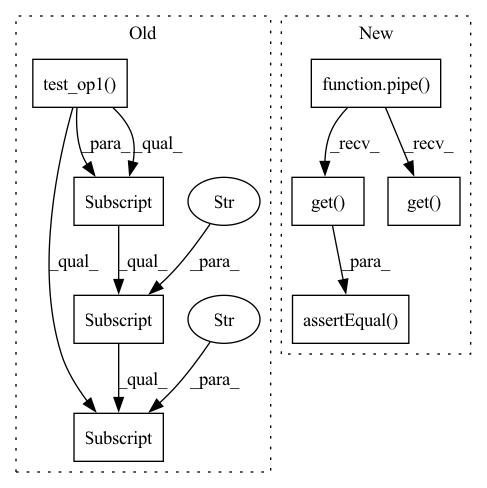 Old
New
test_op1()
function.pipe()
_para_
_qual_
_recv_
_recv_
Subscript
Str
get()
get()
_qual_
_qual_
_para_
_para_
Subscript
Str
assertEqual()
_qual_
_para_
Subscript